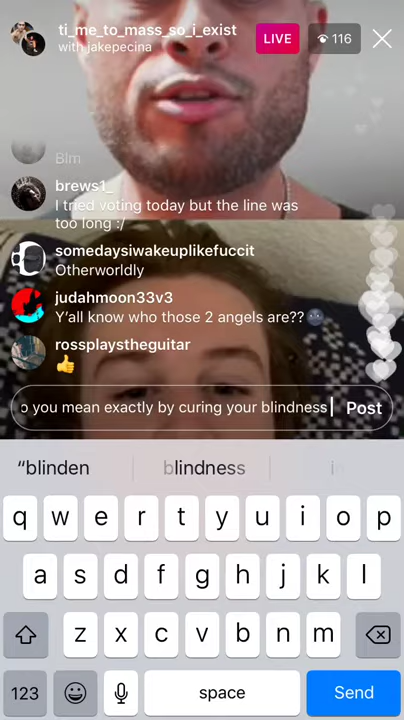 ti_me_to_mass_so_i_exist
with jakepecina
LIVE
116
Blm
brews1_
I tried voting today but the line was
too long :/
somedaysiwakeuplikefuccit
Otherworldly
judahmoon33v3
Y'all know who those 2 angels are??🌚
rossplaystheguitar
👍
o you mean exactly by curing your blindness
Post
“blinden
blindness
i
q w e r t y u i o p
a s d f g h j k l
z x c v b n m
123
space
Send